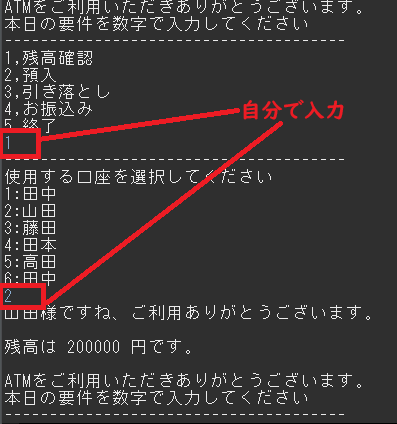 ATMをご利用いただきありがとうございます。
本日の要件を数字で入力してください
----------------------------------
1,残高確認
2,預入
3,引き落とし
4,お振込み
5,終了
1
自分で入力
----------------------------------
使用する口座を選択してください
1:田中
2:山田
3:藤田
4:田本
5:高田
6:田中
2
山田様ですね、ご利用ありがとうございます。
残高は 200000 円です。
ATMをご利用いただきありがとうございます。
本日の要件を数字で入力してください
----------------------------------